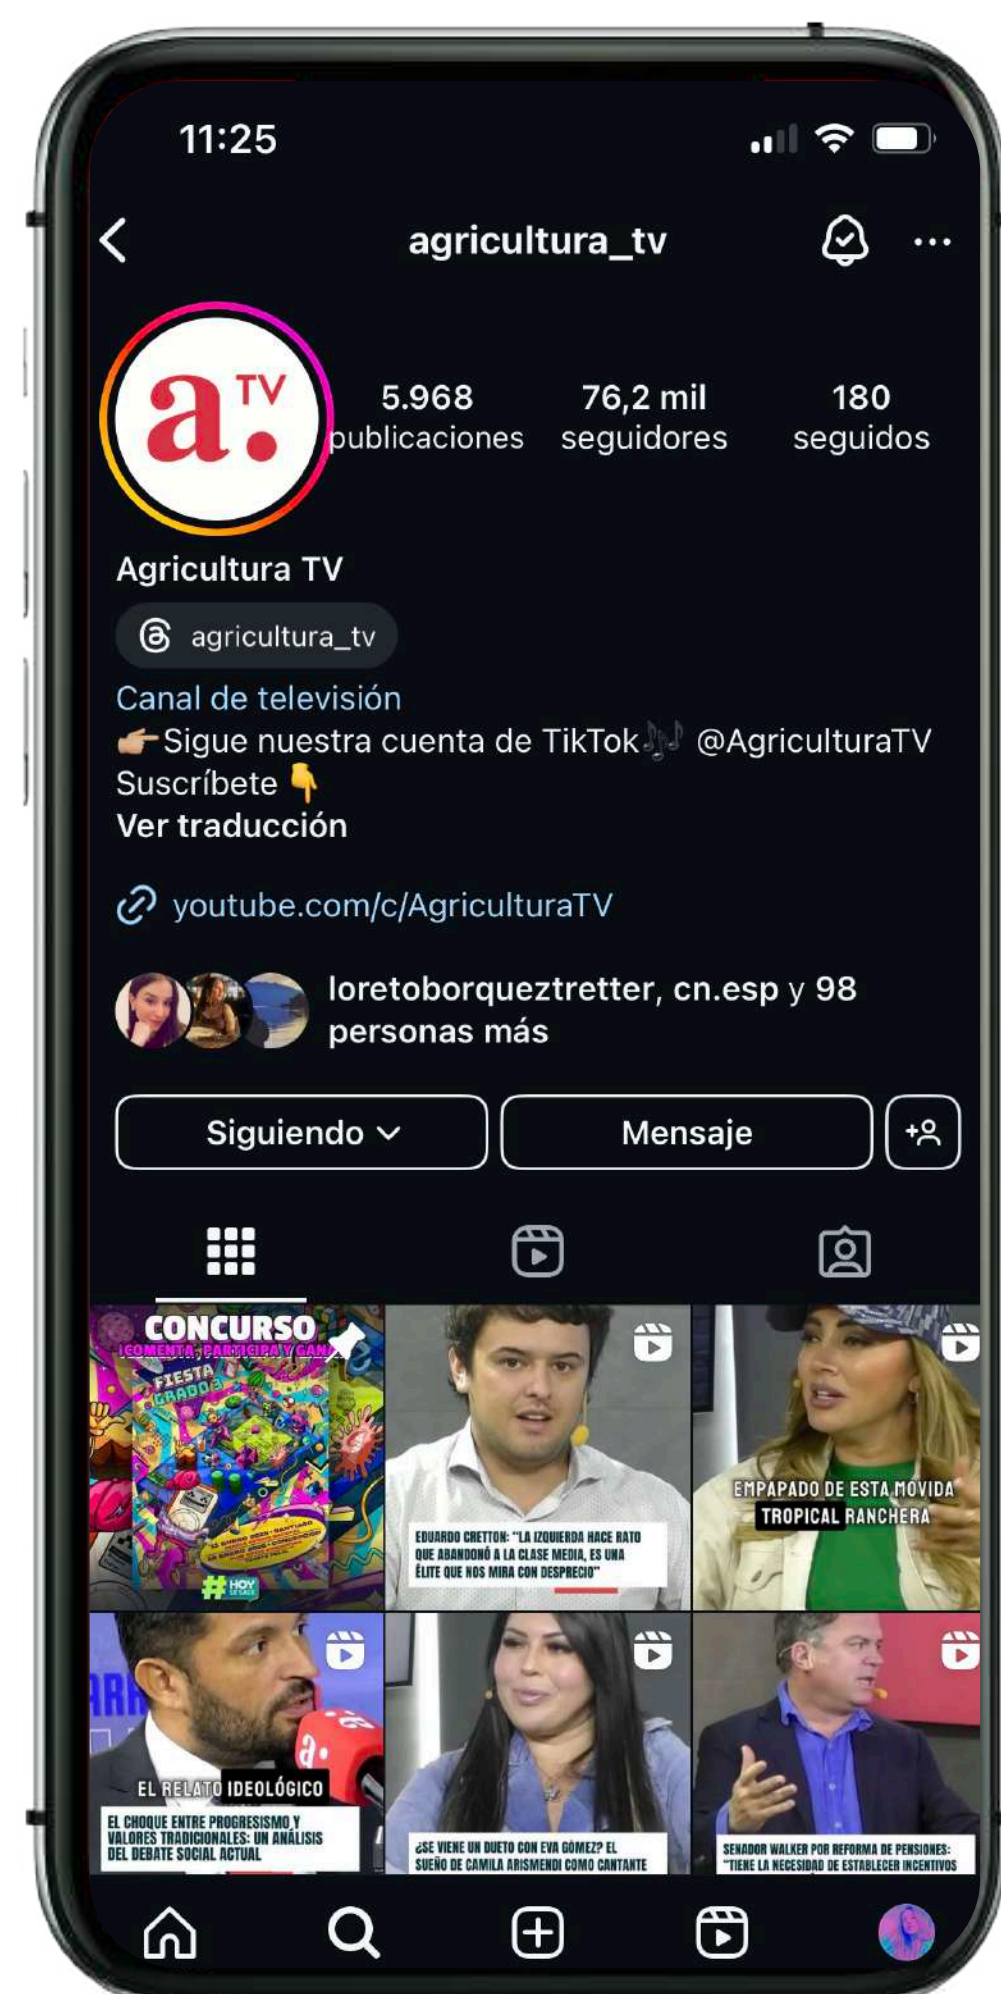 11:25
agricultura_tv
a. TV
5.968
publicaciones
76,2 mil
seguidores
180
seguidos
Agricultura TV
agricultura_tv
Canal de televisión
👉🏼Sigue nuestra cuenta de TikTok🎶 @AgriculturaTV
Suscríbete 👇
Ver traducción
youtube.com/c/AgriculturaTV
loretoborqueztretter, cn.esp y 98
personas más
Siguiendo
Mensaje
CONCURSO
¡COMENTA, PARTICIPA Y GANA
FIESTA
GRADO 3
# HOY
EDUARDO CRETTON: "LA IZQUIERDA HACE RATO
QUE ABANDONÓ A LA CLASE MEDIA, ES UNA
ÉLITE QUE NOS MIRA CON DESPRECIO"
EMPAPADO DE ESTA MOVIDA
TROPICAL RANCHERA
a.
EL RELATO IDEOLÓGICO
EL CHOQUE ENTRE PROGRESISMO Y
VALORES TRADICIONALES: UN ANÁLISIS
DEL DEBATE SOCIAL ACTUAL
¿SE VIENE UN DUETO CON EVA GÓMEZ? EL
SUEÑO DE CAMILA ARISMENDI COMO CANTANTE
SENADOR WALKER POR REFORMA DE PENSIONES:
"TIENE LA NECESIDAD DE ESTABLECER INCENTIVOS